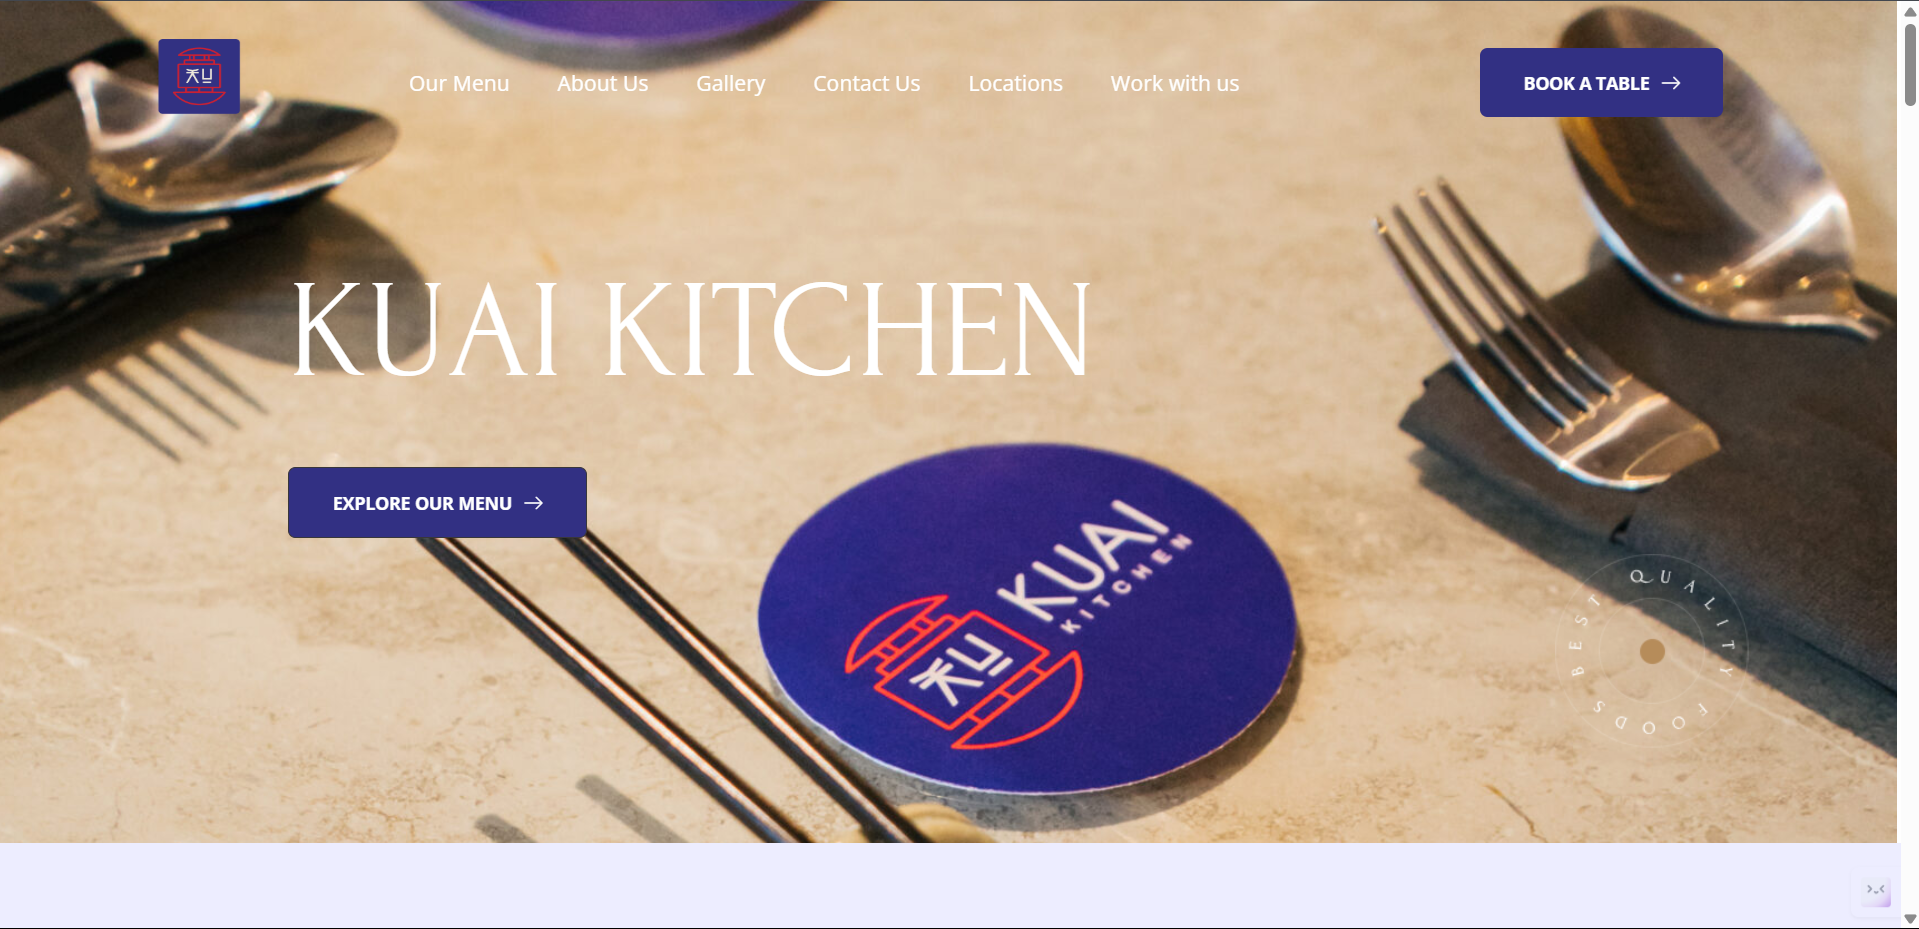 Our Menu About Us Gallery Contact Us Locations Work with us
BOOK A TABLE →
KUAI KITCHEN
EXPLORE OUR MENU →
KUAI
KITCHEN
BEST QUALITY FOODS